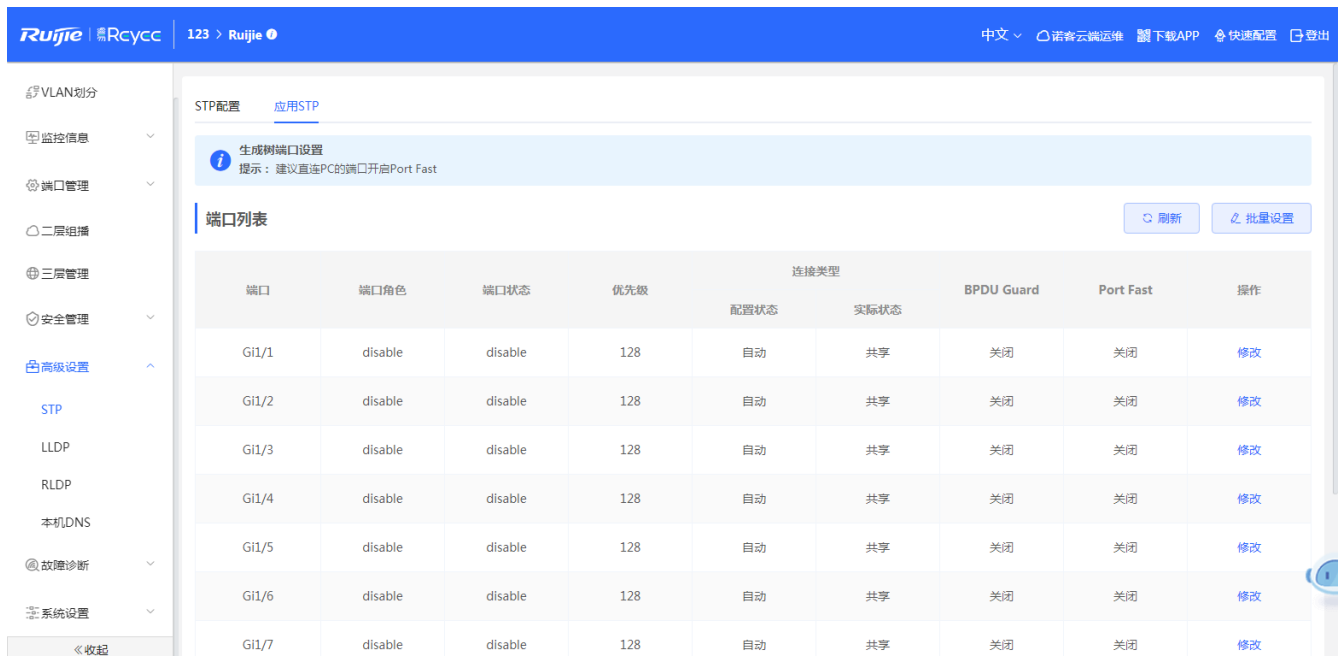 Ruijie | 睿易 Rcycc 123 > Ruijie 中文 诺客云端运维 下载APP 快速配置 登出
VLAN划分
监控信息
端口管理
二层组播
三层管理
安全管理
高级设置
STP
LLDP
RLDP
本机DNS
故障诊断
系统设置
《收起
STP配置 应用STP
生成树端口设置
提示： 建议直连PC的端口开启Port Fast
端口列表 刷新 批量设置
端口 端口角色 端口状态 优先级 连接类型 BPDU Guard Port Fast 操作
配置状态 实际状态
Gi1/1 disable disable 128 自动 共享 关闭 关闭 修改
Gi1/2 disable disable 128 自动 共享 关闭 关闭 修改
Gi1/3 disable disable 128 自动 共享 关闭 关闭 修改
Gi1/4 disable disable 128 自动 共享 关闭 关闭 修改
Gi1/5 disable disable 128 自动 共享 关闭 关闭 修改
Gi1/6 disable disable 128 自动 共享 关闭 关闭 修改
Gi1/7 disable disable 128 自动 共享 关闭 关闭 修改